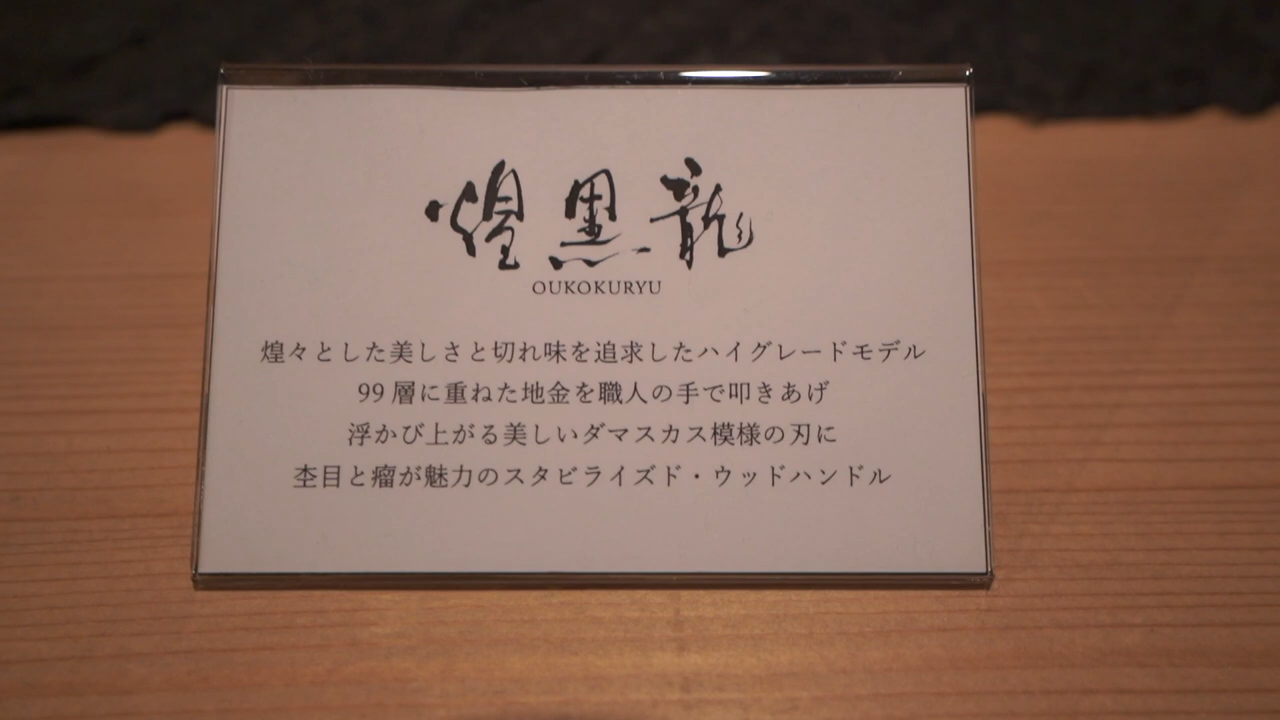 煌黒龍
OUKOKURYU
煌々とした美しさと切れ味を追求したハイグレードモデル
99層に重ねた地金を職人の手で叩きあげ
浮かび上がる美しいダマスカス模様の刃に
杢目と瘤が魅力のスタビライズド・ウッドハンドル